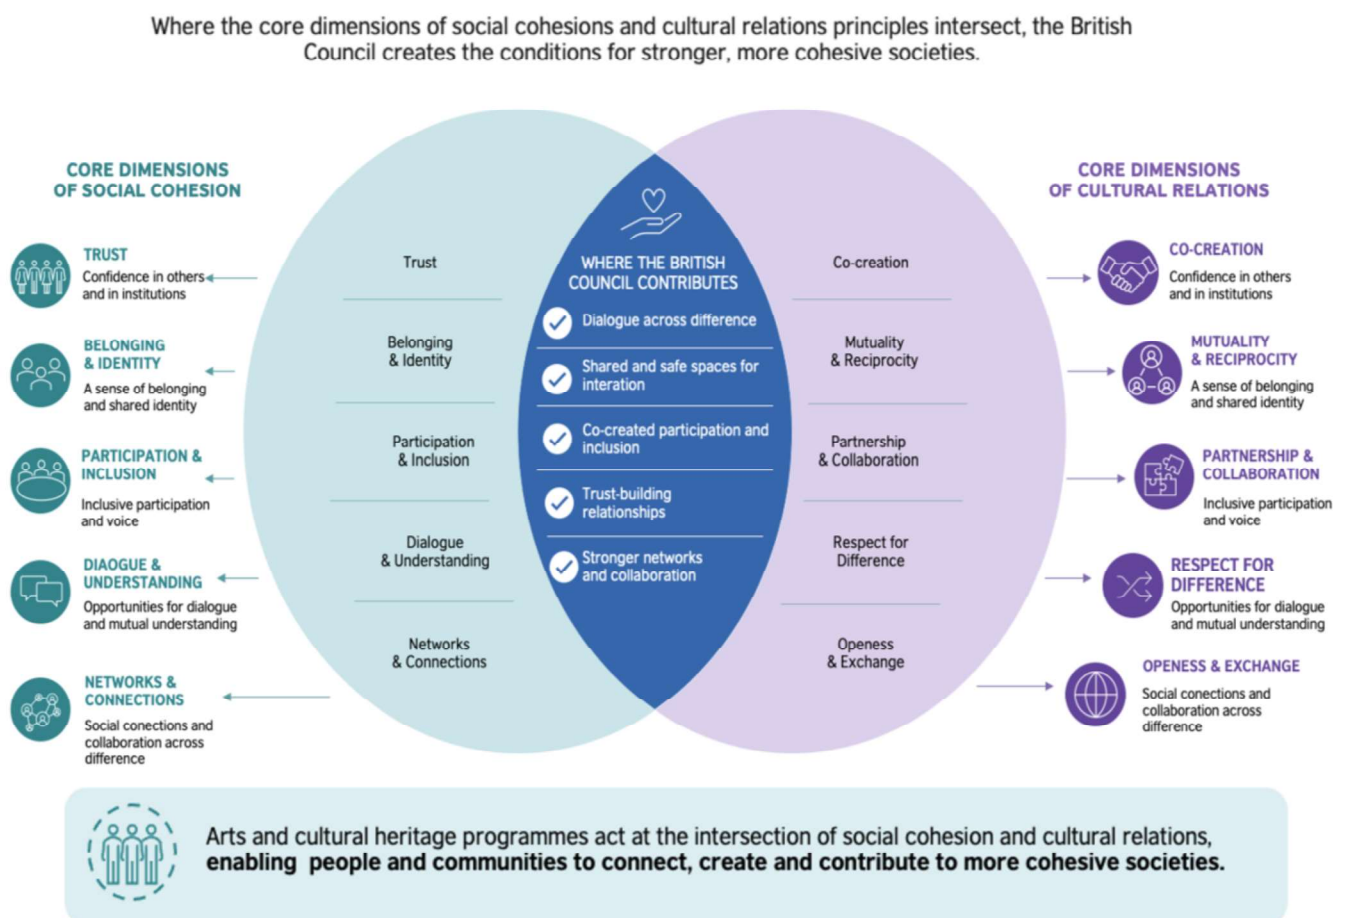 Where the core dimensions of social cohesions and cultural relations principles intersect, the British
Council creates the conditions for stronger, more cohesive societies.
CORE DIMENSIONS
OF SOCIAL COHESION
TRUST
Confidence in others
and in institutions
BELONGING
& IDENTITY
A sense of belonging
and shared identity
PARTICIPATION &
INCLUSION
Inclusive participation
and voice
DIAOGUE &
UNDERSTANDING
Opportunities for dialogue
and mutual understanding
NETWORKS &
CONNECTIONS
Social conections and
collaboration across
difference
Trust
Belonging
& Identity
Participation
& Inclusion
Dialogue
& Understanding
Networks
& Connections
WHERE THE BRITISH
COUNCIL CONTRIBUTES
Dialogue across difference
Shared and safe spaces for
interation
Co-created participation and
inclusion
Trust-building
relationships
Stronger networks
and collaboration
Co-creation
Mutuality
& Reciprocity
Partnership
& Collaboration
Respect for
Difference
Openess
& Exchange
CORE DIMENSIONS
OF CULTURAL RELATIONS
CO-CREATION
Confidence in others
and in institutions
MUTUALITY
& RECIPROCITY
A sense of belonging
and shared identity
PARTNERSHIP &
COLLABORATION
Inclusive participation
and voice
RESPECT FOR
DIFFERENCE
Opportunities for dialogue
and mutual understanding
OPENESS & EXCHANGE
Social conections and
collaboration across
difference
Arts and cultural heritage programmes act at the intersection of social cohesion and cultural relations,
enabling people and communities to connect, create and contribute to more cohesive societies.